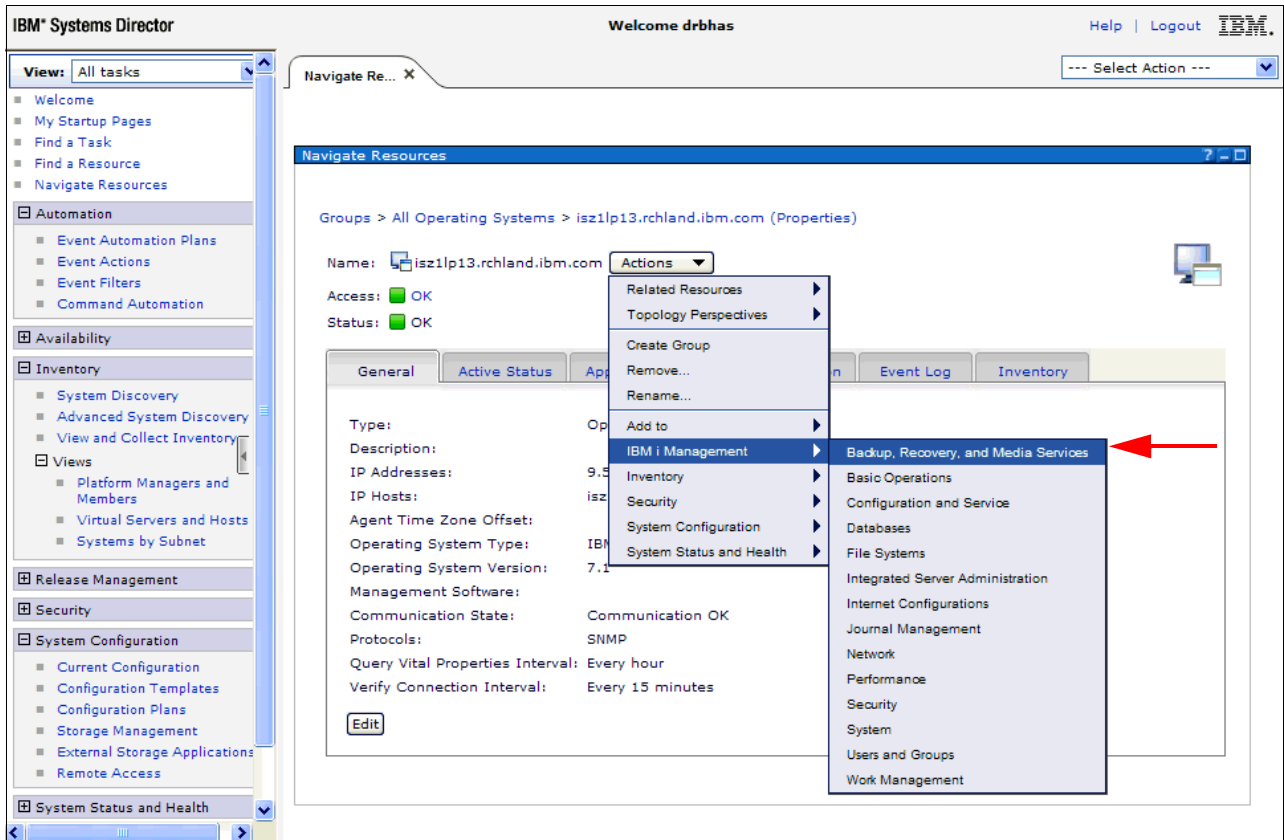 IBM® Systems Director
Welcome drbhas
Help | Logout
IBM.
View: All tasks
Welcome
My Startup Pages
Find a Task
Find a Resource
Navigate Resources
Automation
Event Automation Plans
Event Actions
Event Filters
Command Automation
Availability
Inventory
System Discovery
Advanced System Discovery
View and Collect Inventory
Views
Platform Managers and
Members
Virtual Servers and Hosts
Systems by Subnet
Release Management
Security
System Configuration
Current Configuration
Configuration Templates
Configuration Plans
Storage Management
External Storage Applications
Remote Access
System Status and Health
Navigate Re... X
--- Select Action ---
Navigate Resources
Groups > All Operating Systems > isz1lp13.rchland.ibm.com (Properties)
Name: isz1lp13.rchland.ibm.com Actions
Access: OK
Status: OK
General Active Status App n Event Log Inventory
Type: Op
Description:
IP Addresses: 9.5
IP Hosts: isz
Agent Time Zone Offset:
Operating System Type: IBM
Operating System Version: 7.1
Management Software:
Communication State: Communication OK
Protocols: SNMP
Query Vital Properties Interval: Every hour
Verify Connection Interval: Every 15 minutes
Edit
Related Resources
Topology Perspectives
Create Group
Remove...
Rename...
Add to
IBM i Management
Inventory
Security
System Configuration
System Status and Health
Backup, Recovery, and Media Services
Basic Operations
Configuration and Service
Databases
File Systems
Integrated Server Administration
Internet Configurations
Journal Management
Network
Performance
Security
System
Users and Groups
Work Management